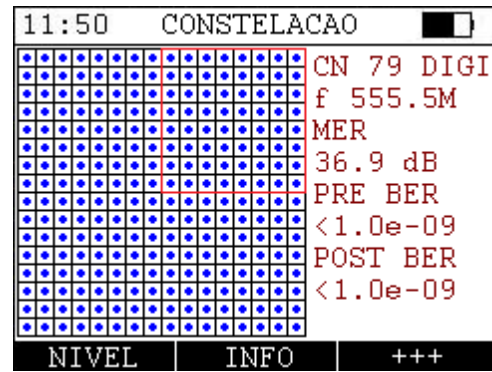 11:50 CONSTELACAO
CN 79 DIGI
f 555.5M
MER
36.9 dB
PRE BER
<1.0e-09
POST BER
<1.0e-09
NIVEL INFO +++